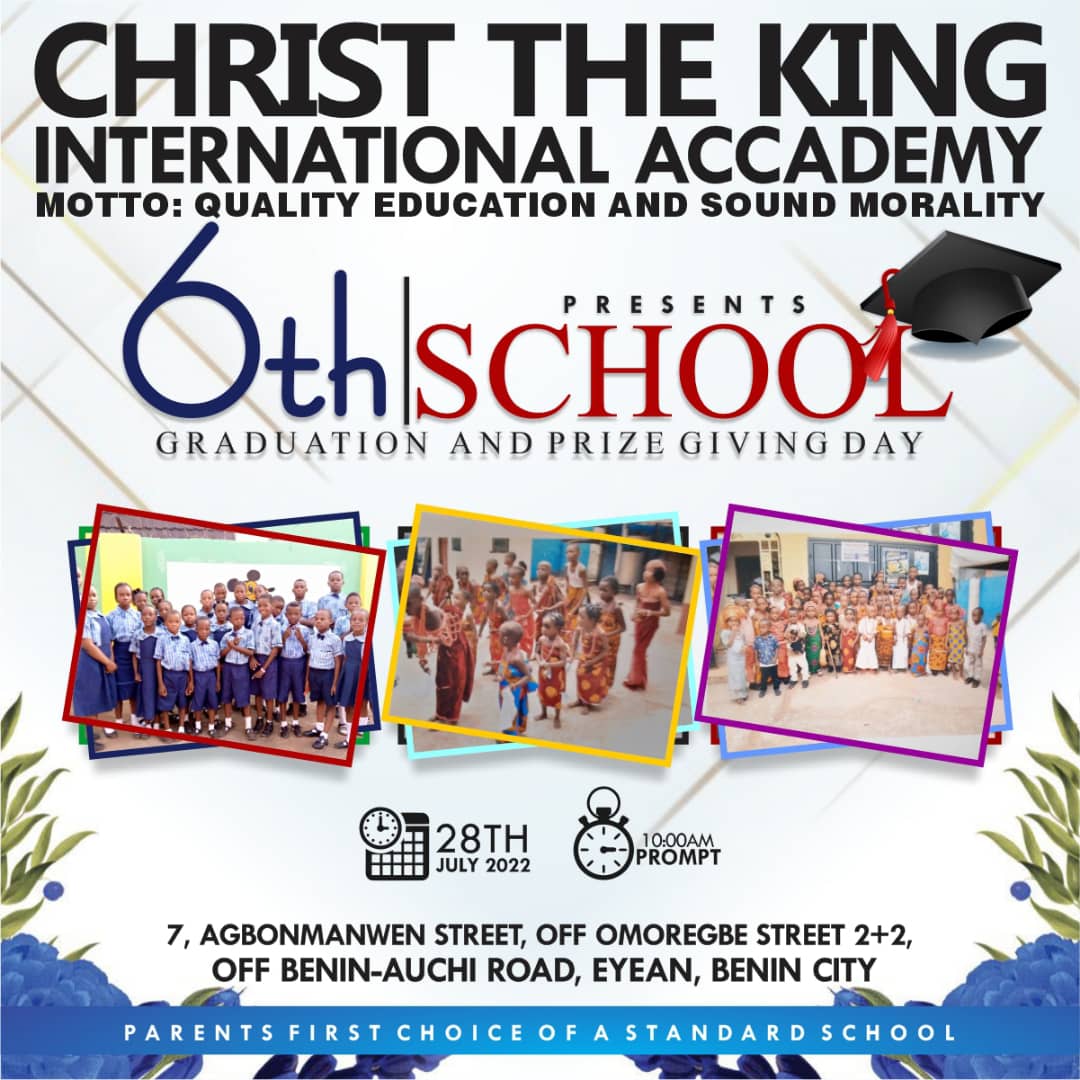 CHRIST THE KING
INTERNATIONAL ACCADEMY
MOTTO: QUALITY EDUCATION AND SOUND MORALITY
PRESENTS
6th SCHOOL
GRADUATION AND PRIZE GIVING DAY
28TH
JULY 2022
10:00AM
PROMPT
7, AGBONMANWEN STREET, OFF OMOREGBE STREET 2+2,
OFF BENIN-AUCHI ROAD, EYEAN, BENIN CITY
PARENTS FIRST CHOICE OF A STANDARD SCHOOL